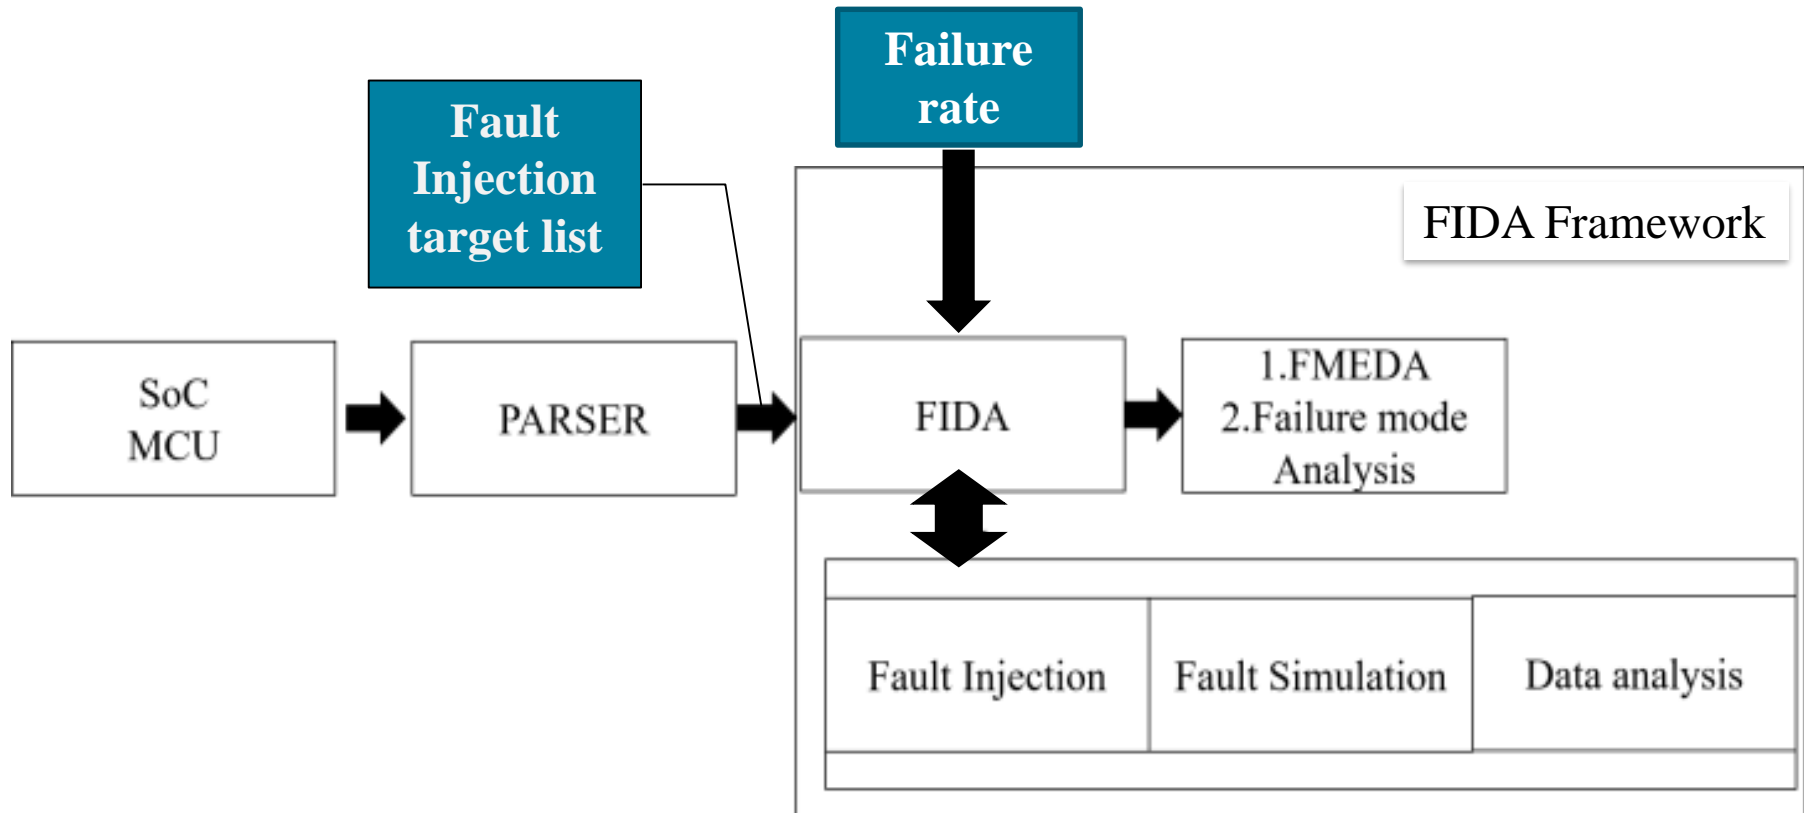 Failure
rate
Fault
Injection
target list
FIDA Framework
SoC
MCU
PARSER
FIDA
1.FMEDA
2.Failure mode
Analysis
Fault Injection
Fault Simulation
Data analysis